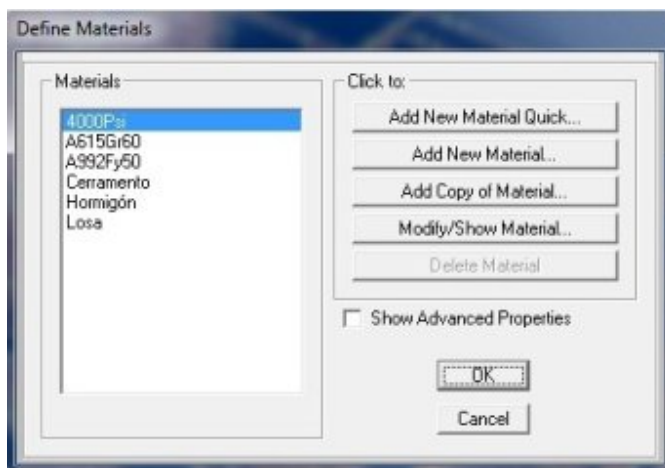 Define Materials
Materials
4000Psi
A615Gr60
A992Fy50
Cerramento
Hormigón
Losa
Click to:
Add New Material Quick...
Add New Material...
Add Copy of Material...
Modify/Show Material...
Delete Material
Show Advanced Properties
OK
Cancel